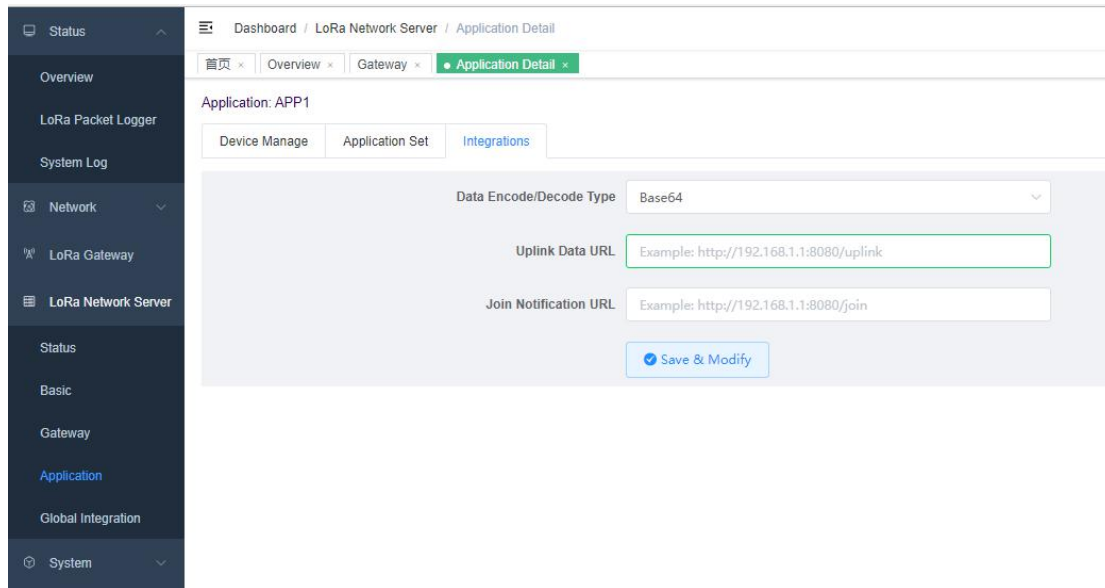 Status
Overview
LoRa Packet Logger
System Log
Network
LoRa Gateway
LoRa Network Server
Status
Basic
Gateway
Application
Global Integration
System
Dashboard / LoRa Network Server / Application Detail
首页 × Overview × Gateway × Application Detail ×
Application: APP1
Device Manage Application Set Integrations
Data Encode/Decode Type Base64
Uplink Data URL Example: http://192.168.1.1:8080/uplink
Join Notification URL Example: http://192.168.1.1:8080/join
Save & Modify